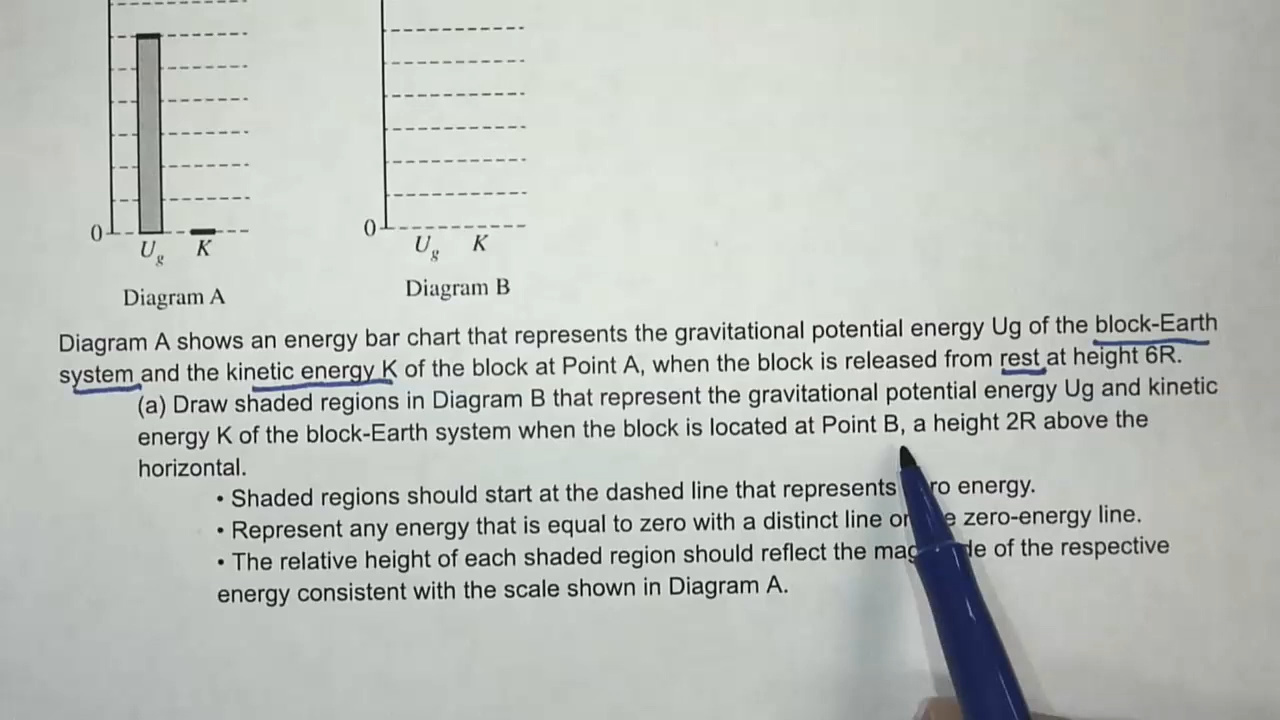 0
U g K
Diagram A
0
U g K
Diagram B
Diagram A shows an energy bar chart that represents the gravitational potential energy Ug of the block-Earth
system and the kinetic energy K of the block at Point A, when the block is released from rest at height 6R.
(a) Draw shaded regions in Diagram B that represent the gravitational potential energy Ug and kinetic
energy K of the block-Earth system when the block is located at Point B, a height 2R above the
horizontal.
• Shaded regions should start at the dashed line that represents energy.
• Represent any energy that is equal to zero with a distinct line zero-energy line.
• The relative height of each shaded region should reflect the of the respective
energy consistent with the scale shown in Diagram A.